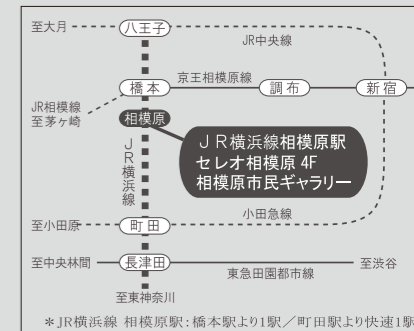 至大月
八王子
JR中央線
京王相模原線
橋本
調布
新宿
JR相模線
至茅ヶ崎
相模原
JR横浜線
JR横浜線相模原駅
セレオ相模原 4F
相模原市民ギャラリー
小田急線
至小田原
町田
至中央林間
長津田
至渋谷
東急田園都市線
至東神奈川
＊JR横浜線 相模原駅：橋本駅より1駅／町田駅より快速1駅